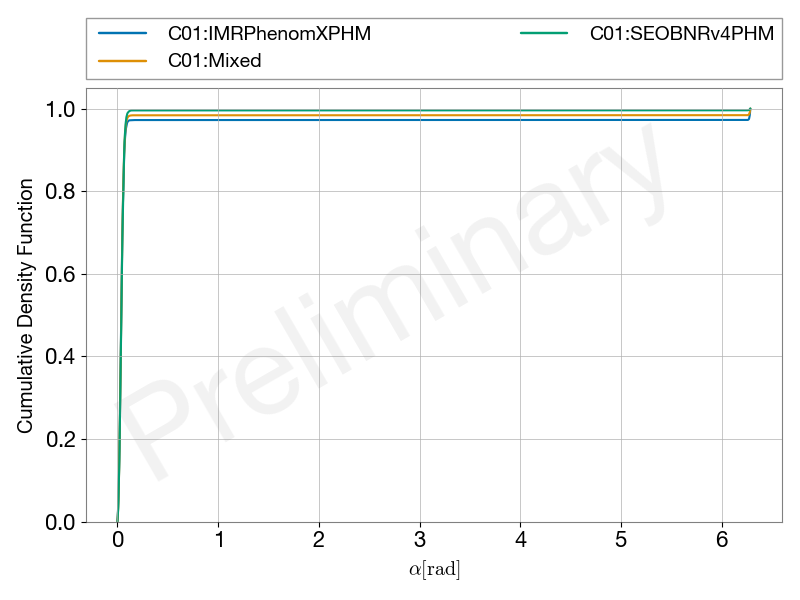 C01:IMRPhenomXPHM
C01:Mixed
C01:SEOBNRv4PHM
Cumulative Density Function
1.0
0.8
0.6
0.4
0.2
0.0
Preliminary
0 1 2 3 4 5 6
α[rad]